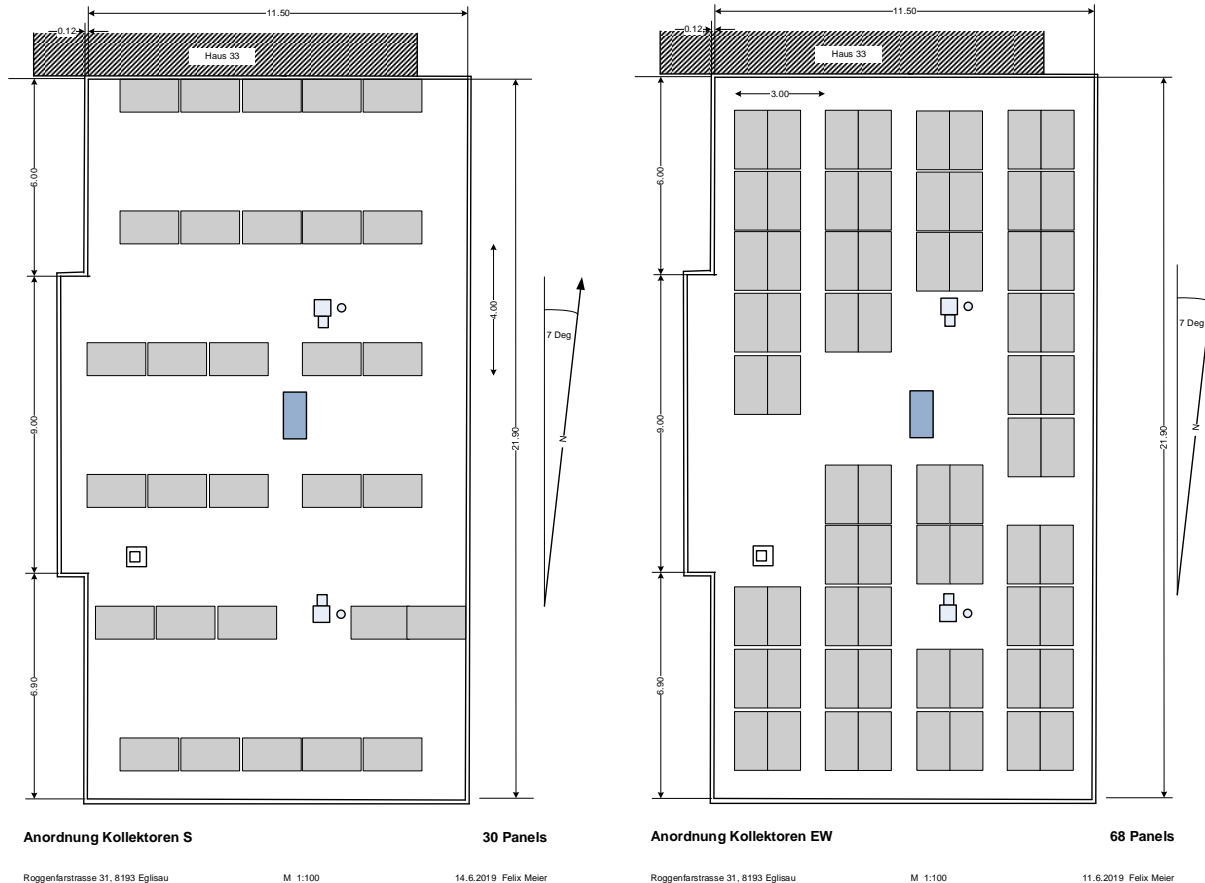 11.50
0.12
Haus 33
6.00
4.00
7 Deg
N
9.00
21.90
6.90
Anordnung Kollektoren S 30 Panels
Roggenfarstrasse 31, 8193 Eglisau M 1:100 14.6.2019 Felix Meier
11.50
0.12
Haus 33
3.00
6.00
7 Deg
N
9.00
21.90
6.90
Anordnung Kollektoren EW 68 Panels
Roggenfarstrasse 31, 8193 Eglisau M 1:100 11.6.2019 Felix Meier